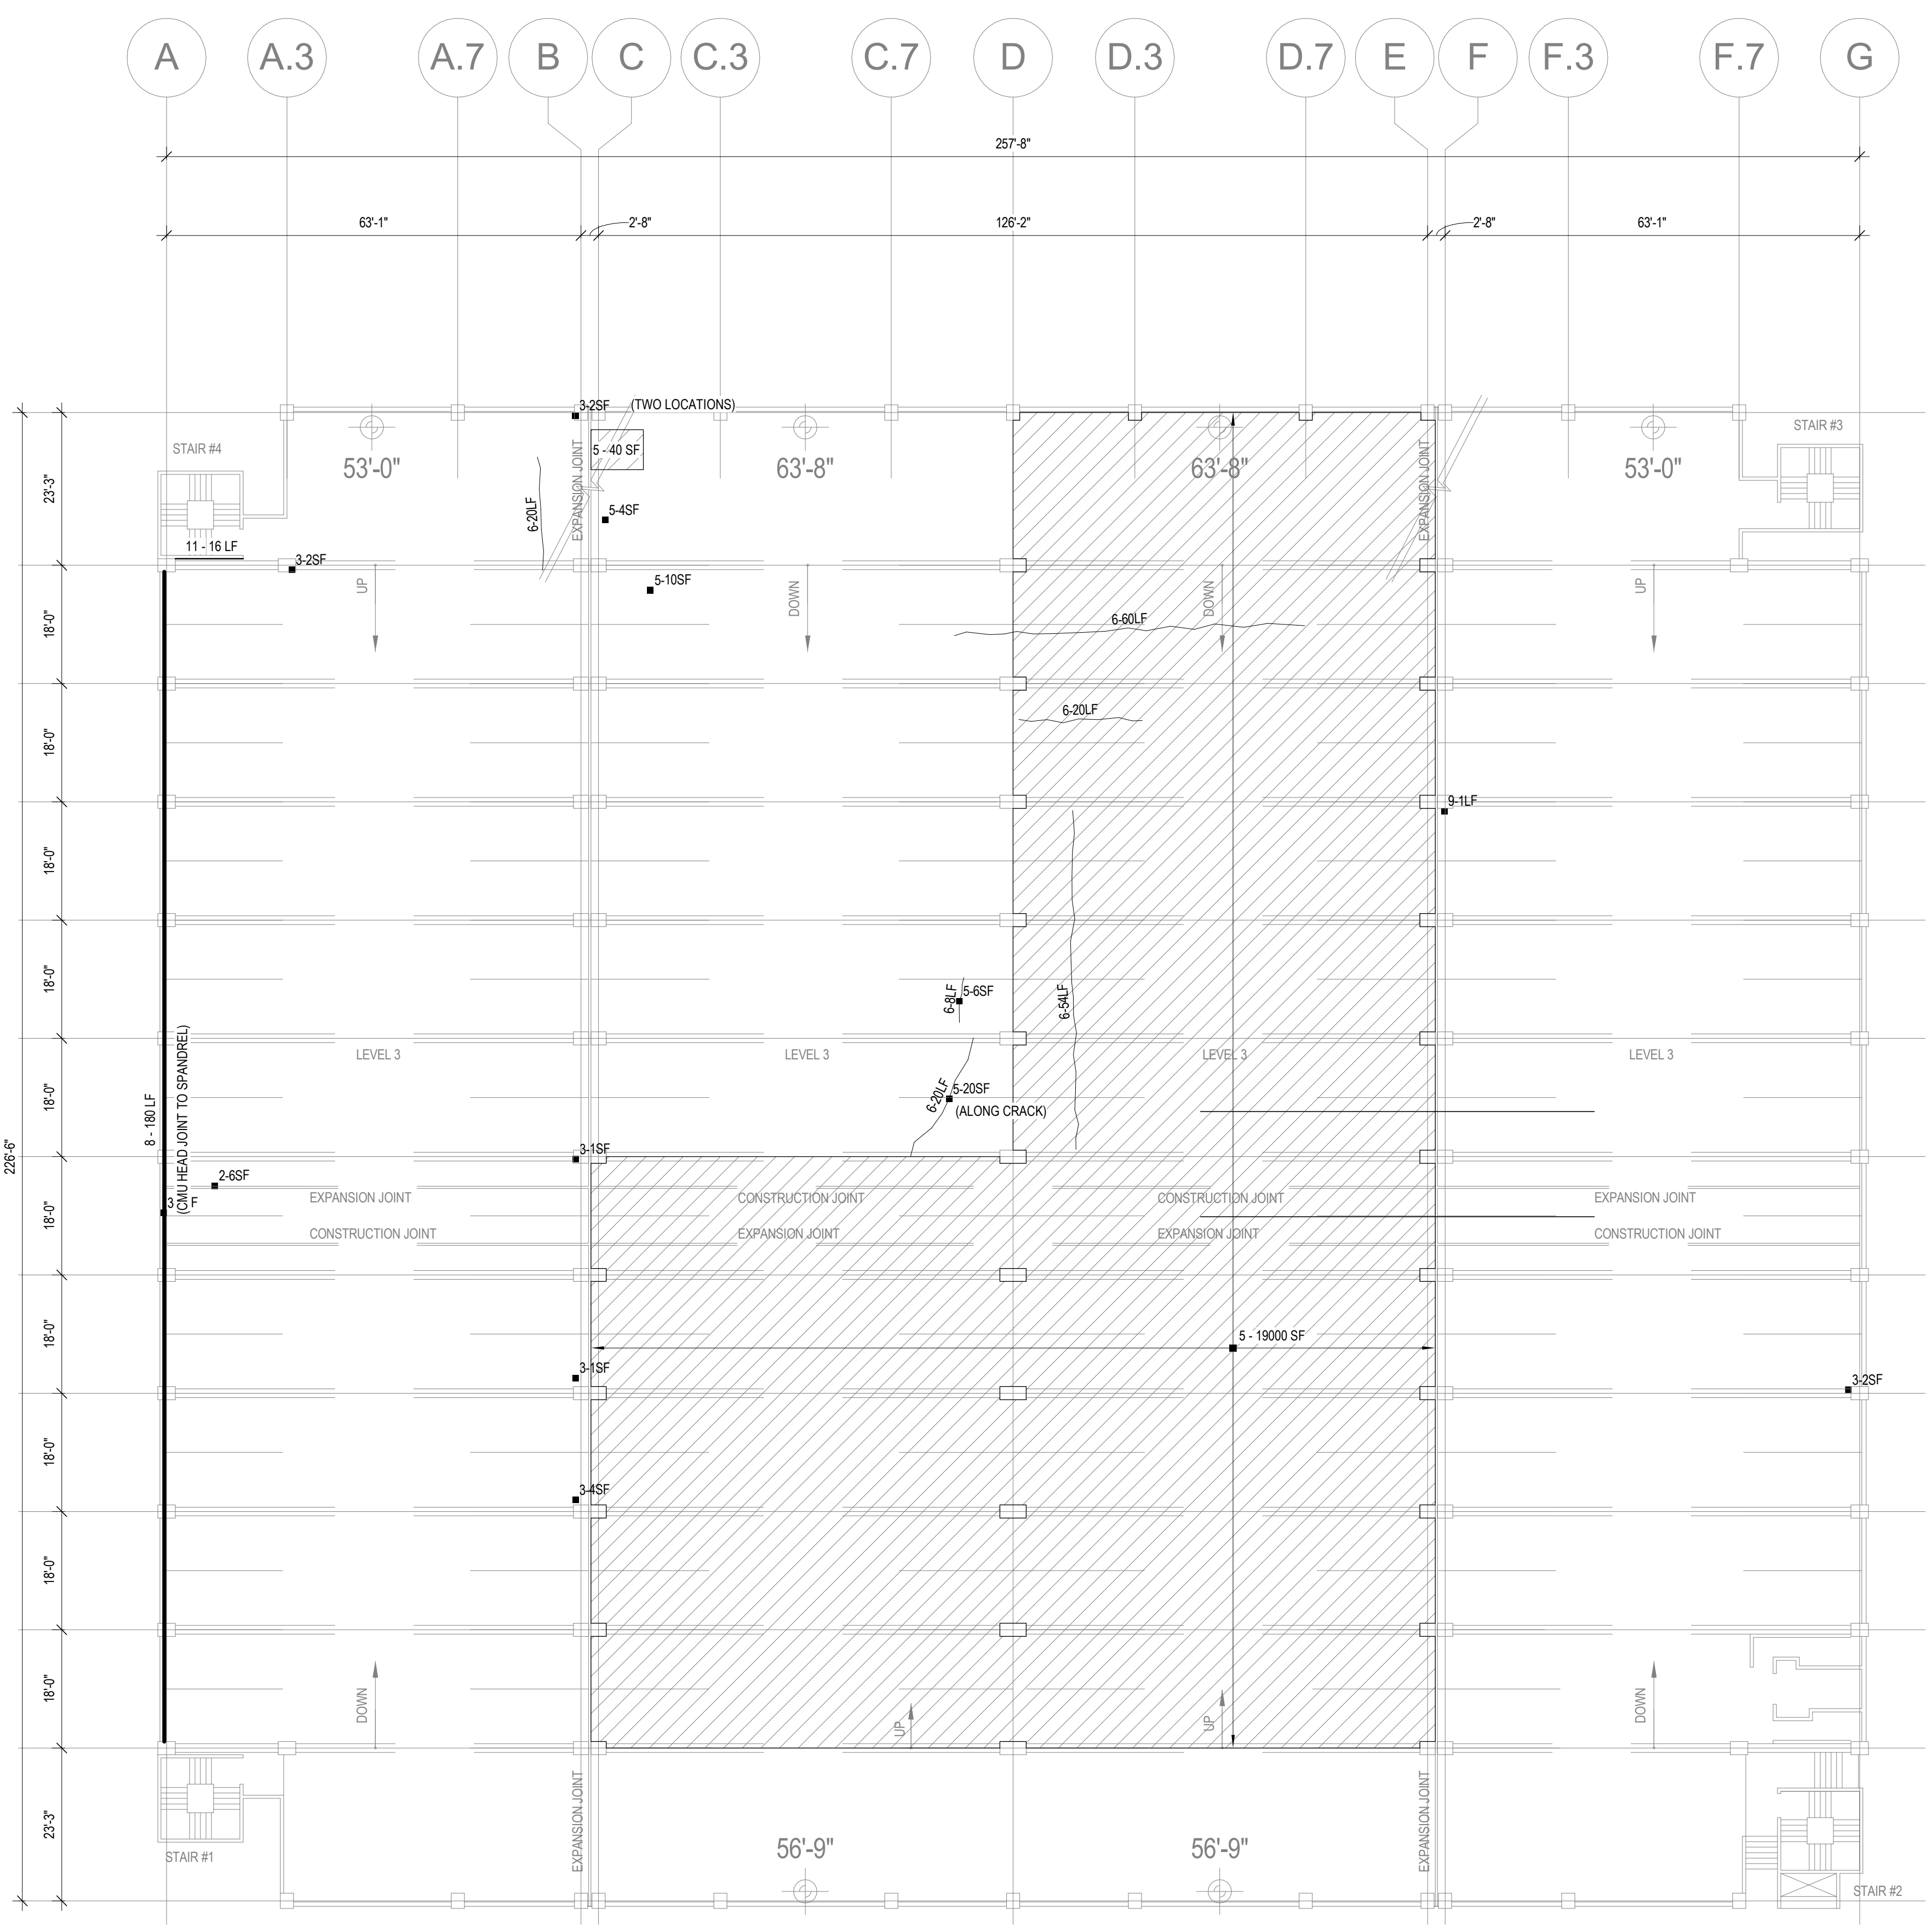 A A.3 A.7 B C C.3 C.7 D D.3 D.7 E F F.3 F.7 G
257'-8"
63'-1" 2'-8" 126'-2" 2'-8" 63'-1"
3-2SF (TWO LOCATIONS)
STAIR #4
STAIR #3
5 - 40 SF
53'-0" 63'-8" 63'-8" 53'-0"
EXPANSION JOINT
EXPANSION JOINT
23'-3"
6-20LF
5-4SF
11 - 16 LF
3-2SF
5-10SF
UP
DOWN
DOWN
UP
18'-0"
6-60LF
6-20LF
18'-0"
9-1LF
18'-0"
18'-0"
6-8LF
5-6SF
6-54LF
LEVEL 3 LEVEL 3 LEVEL 3 LEVEL 3
18'-0"
6-20LF
5-20SF
(ALONG CRACK)
8 - 180 LF
(CMU HEAD JOINT TO SPANDREL)
226'-6"
3-1SF
2-6SF
3 F
EXPANSION JOINT CONSTRUCTION JOINT CONSTRUCTION JOINT EXPANSION JOINT
18'-0"
CONSTRUCTION JOINT EXPANSION JOINT EXPANSION JOINT CONSTRUCTION JOINT
5 - 19000 SF
18'-0"
3-1SF
3-2SF
18'-0"
3-4SF
18'-0"
18'-0"
DOWN
UP
UP
DOWN
EXPANSION JOINT
EXPANSION JOINT
23'-3"
56'-9" 56'-9"
STAIR #1
STAIR #2